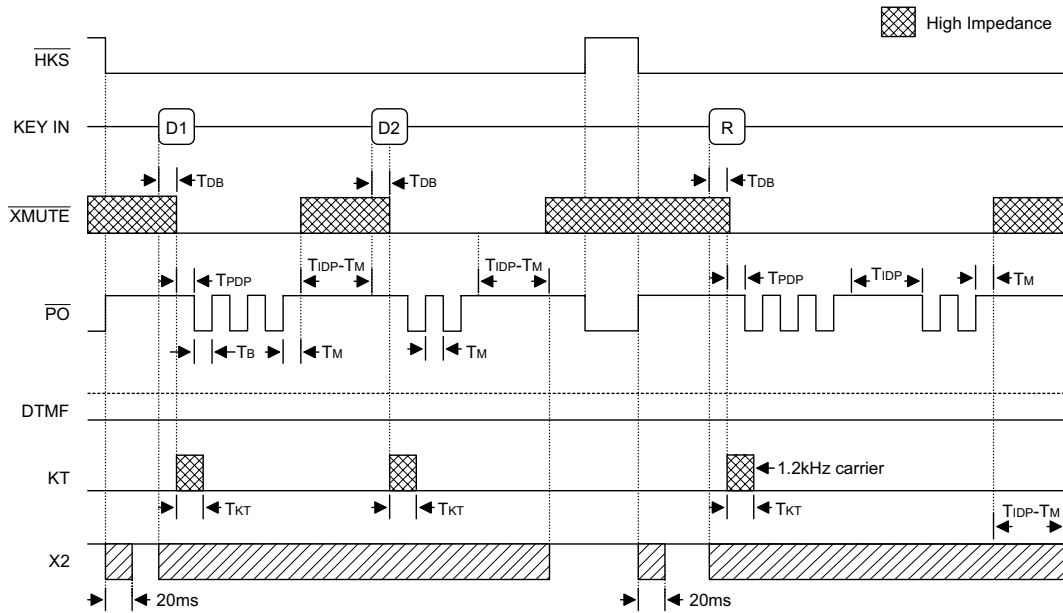 High Impedance
HKS
KEY IN D1 D2 R
TDB TDB TDB
XMUTE
TPDP TIDP-TM TIDP-TM TPDP TIDP TM
PO
TB TM TM
DTMF
KT 1.2kHz carrier
TKT TKT TKT TIDP-TM
X2
20ms 20ms